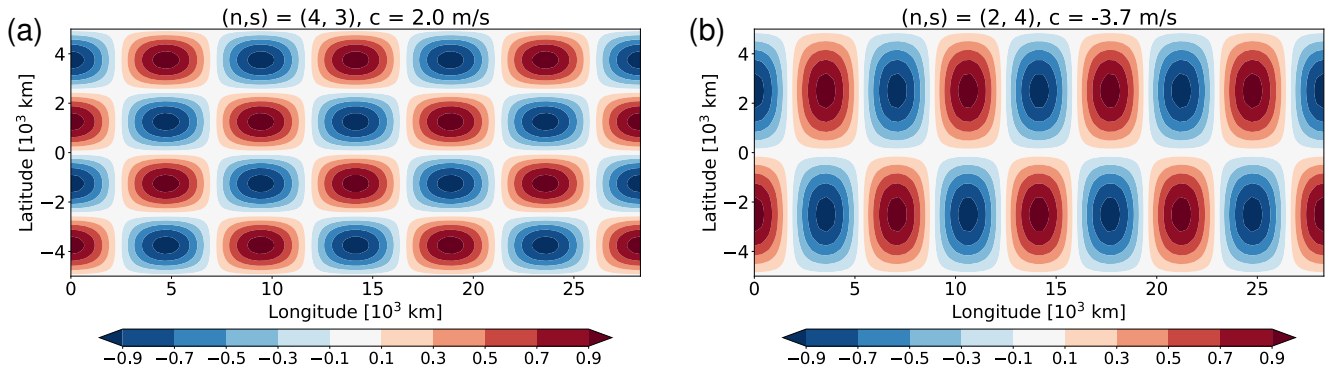 (a)
(n,s) = (4, 3), c = 2.0 m/s
4
2
0
−2
−4
Latitude [10³ km]
0 5 10 15 20 25
Longitude [10³ km]
−0.9 −0.7 −0.5 −0.3 −0.1 0.1 0.3 0.5 0.7 0.9
(b)
(n,s) = (2, 4), c = -3.7 m/s
4
2
0
−2
−4
Latitude [10³ km]
0 5 10 15 20 25
Longitude [10³ km]
−0.9 −0.7 −0.5 −0.3 −0.1 0.1 0.3 0.5 0.7 0.9